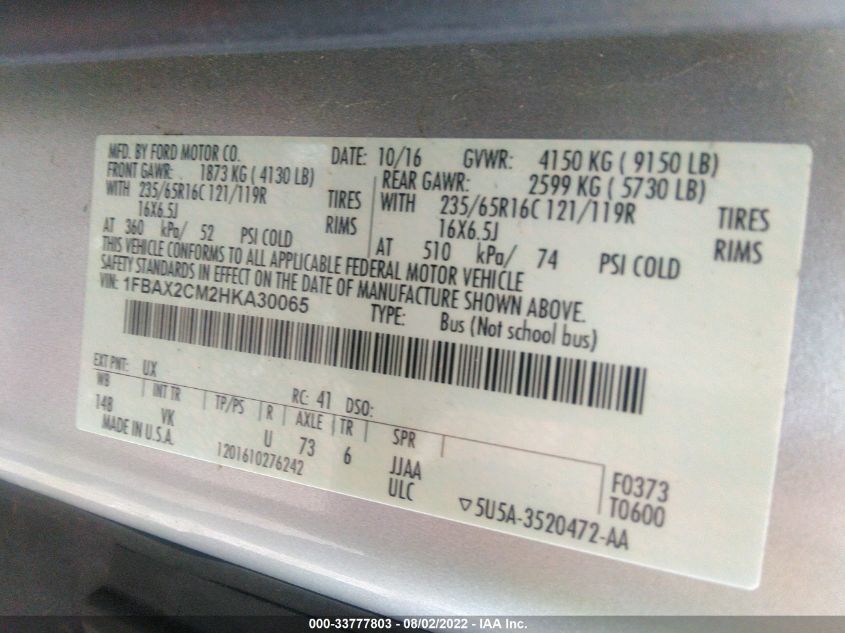 MFD. BY FORD MOTOR CO.
DATE: 10/16 GVWR: 4150 KG ( 9150 LB)
FRONT GAWR: 1873 KG ( 4130 LB)
REAR GAWR: 2599 KG ( 5730 LB)
WITH 235/65R16C 121/119R TIRES
WITH 235/65R16C 121/119R TIRES
16X6.5J RIMS
16X6.5J RIMS
AT 360 kPa/ 52 PSI COLD
AT 510 kPa/ 74 PSI COLD
THIS VEHICLE CONFORMS TO ALL APPLICABLE FEDERAL MOTOR VEHICLE
SAFETY STANDARDS IN EFFECT ON THE DATE OF MANUFACTURE SHOWN ABOVE.
VIN: 1FBAX2CM2HKA30065
TYPE: Bus (Not school bus)
EXT PNT: UX RC: 41 DSO:
WB INT TR TP/PS R AXLE TR SPR
148 VK U 73 6 JJAA F0373
MADE IN U.S.A. 1201610276242 ULC T0600
▽5U5A-3520472-AA
000-33777803 - 08/02/2022 - IAA Inc.